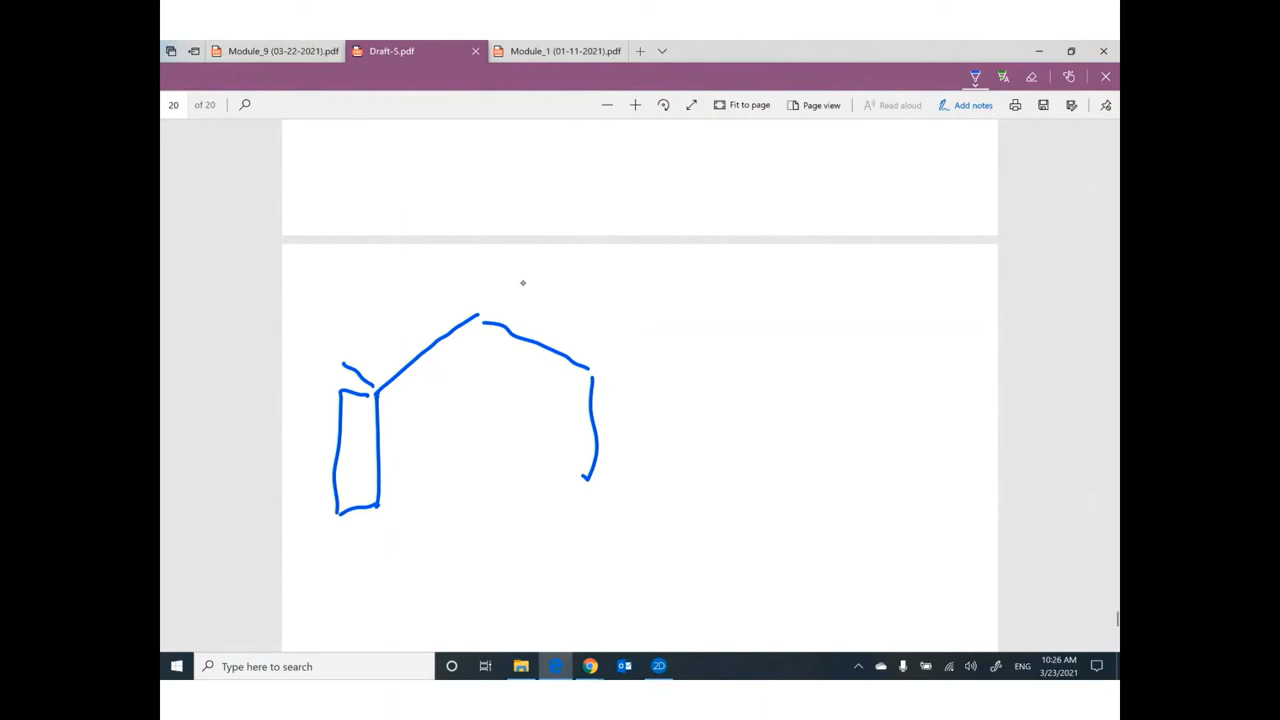 Module_9 (03-22-2021).pdf
Draft-5.pdf
Module_1 (01-11-2021).pdf
20 of 20
Fit to page
Page view
Read aloud
Add notes
Type here to search
ENG
10:26 AM
3/23/2021